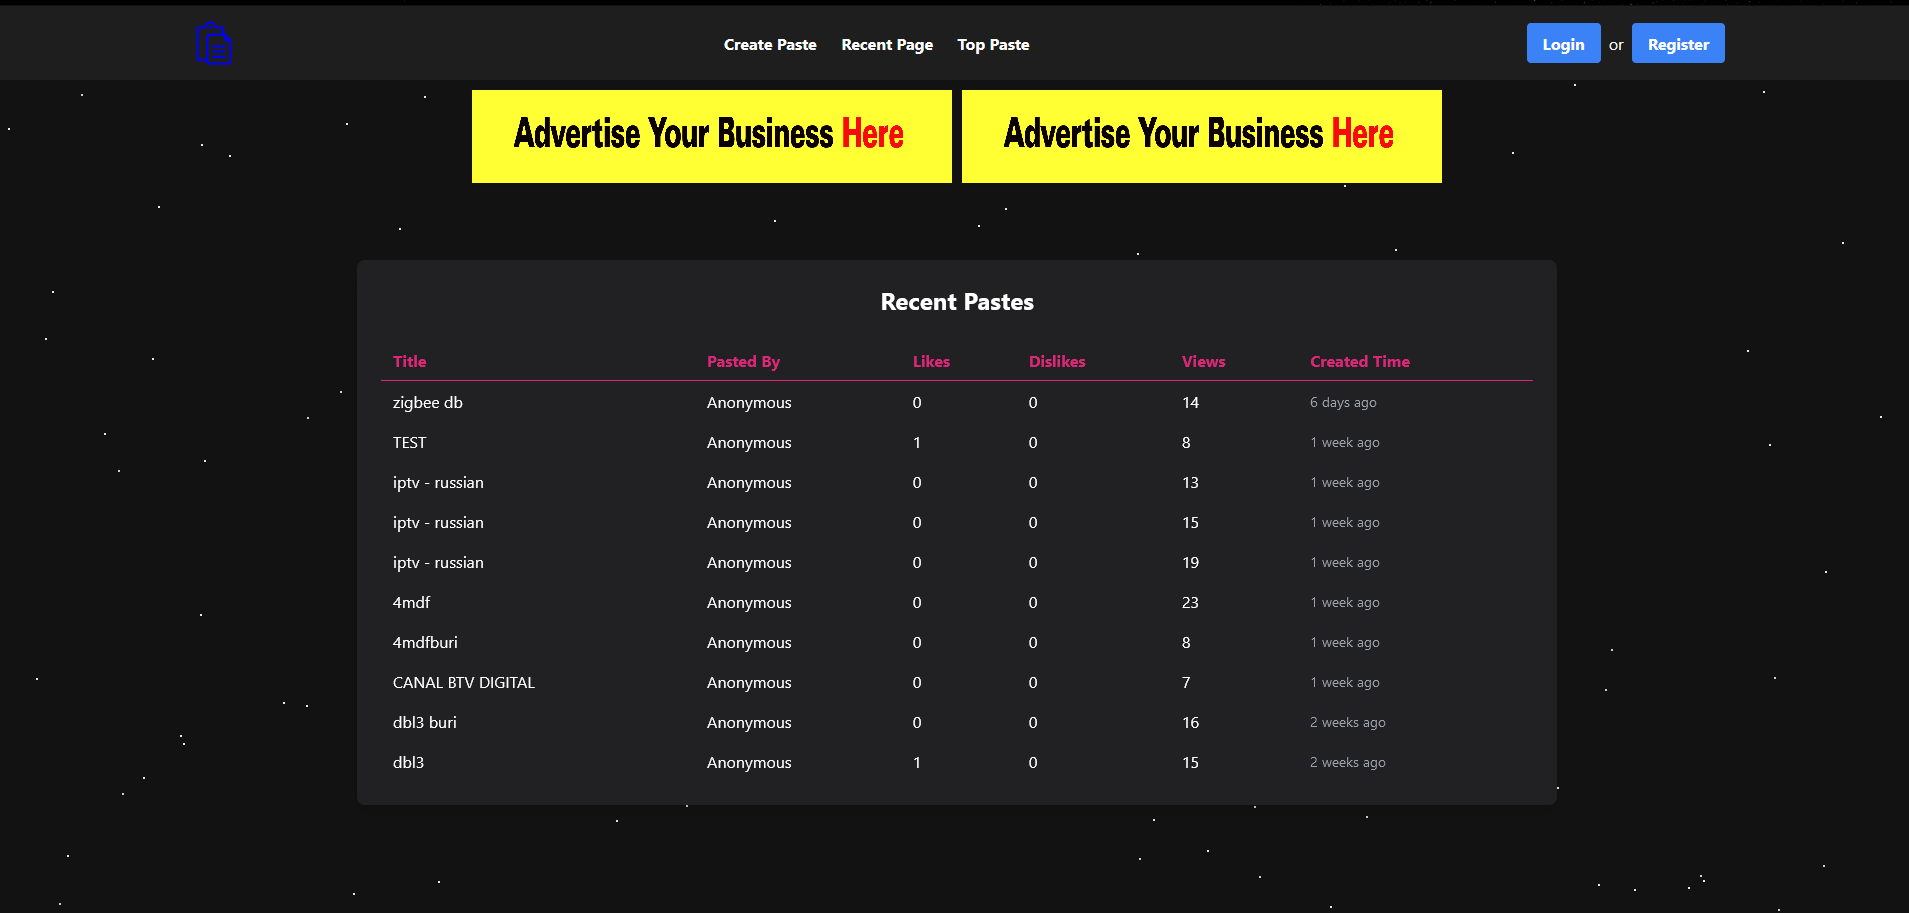 Create Paste Recent Page Top Paste Login or Register
Advertise Your Business Here Advertise Your Business Here
Recent Pastes
Title Pasted By Likes Dislikes Views Created Time
zigbee db Anonymous 0 0 14 6 days ago
TEST Anonymous 1 0 8 1 week ago
iptv - russian Anonymous 0 0 13 1 week ago
iptv - russian Anonymous 0 0 15 1 week ago
iptv - russian Anonymous 0 0 19 1 week ago
4mdf Anonymous 0 0 23 1 week ago
4mdfburi Anonymous 0 0 8 1 week ago
CANAL BTV DIGITAL Anonymous 0 0 7 1 week ago
dbl3 buri Anonymous 0 0 16 2 weeks ago
dbl3 Anonymous 1 0 15 2 weeks ago